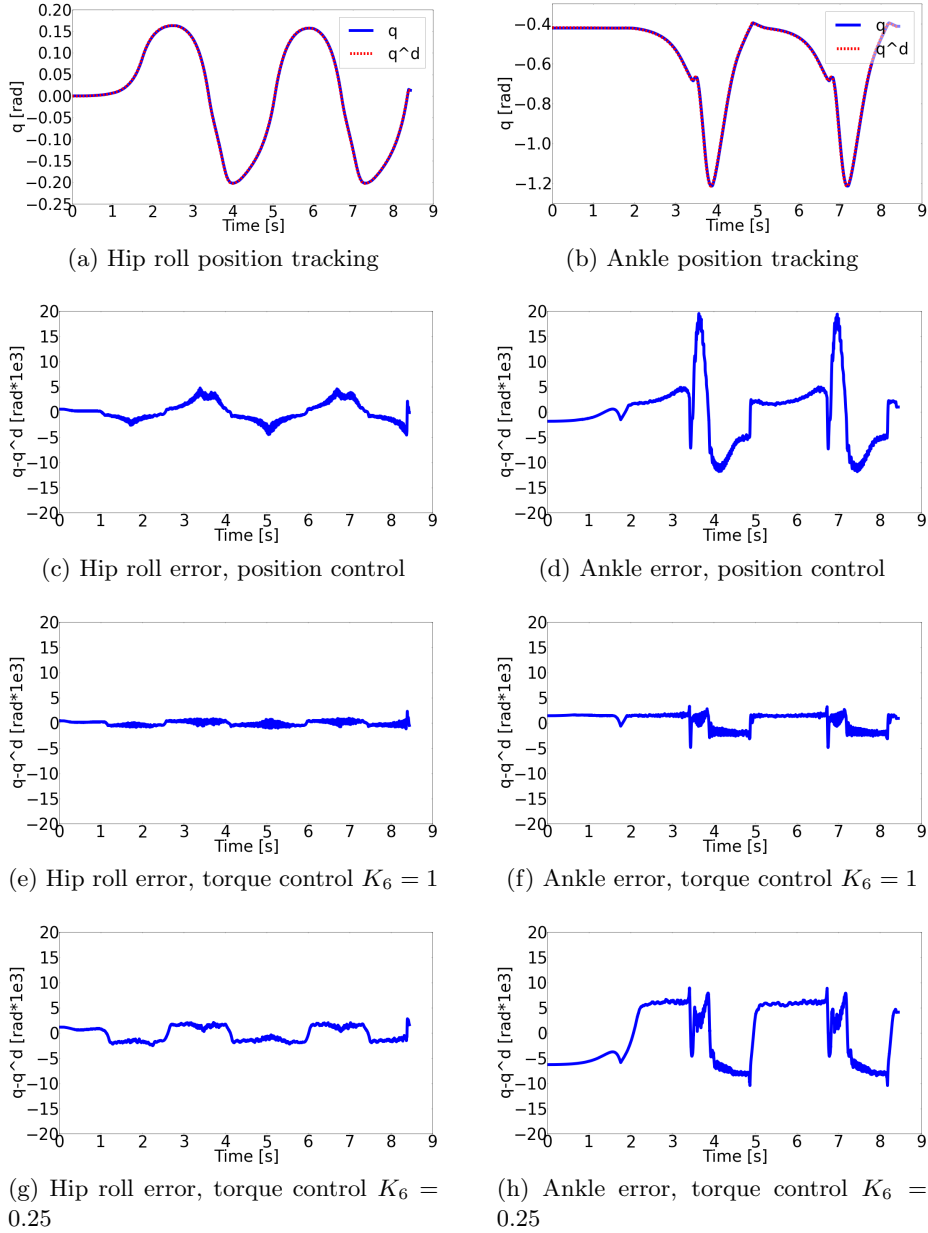 0.20
0.15
0.10
0.05
0.00
−0.05
−0.10
−0.15
−0.20
−0.25
q [rad]
q
q^d
0 1 2 3 4 5 6 7 8 9
Time [s]
(a) Hip roll position tracking
−0.4
−0.6
−0.8
−1.0
−1.2
q [rad]
q
q^d
0 1 2 3 4 5 6 7 8 9
Time [s]
(b) Ankle position tracking
20
15
10
5
0
−5
−10
−15
−20
q-q^d [rad*1e3]
0 1 2 3 4 5 6 7 8 9
Time [s]
(c) Hip roll error, position control
20
15
10
5
0
−5
−10
−15
−20
q-q^d [rad*1e3]
0 1 2 3 4 5 6 7 8 9
Time [s]
(d) Ankle error, position control
20
15
10
5
0
−5
−10
−15
−20
q-q^d [rad*1e3]
0 1 2 3 4 5 6 7 8 9
Time [s]
(e) Hip roll error, torque control K₆ = 1
20
15
10
5
0
−5
−10
−15
−20
q-q^d [rad*1e3]
0 1 2 3 4 5 6 7 8 9
Time [s]
(f) Ankle error, torque control K₆ = 1
20
15
10
5
0
−5
−10
−15
−20
q-q^d [rad*1e3]
0 1 2 3 4 5 6 7 8 9
Time [s]
(g) Hip roll error, torque control K₆ =
0.25
20
15
10
5
0
−5
−10
−15
−20
q-q^d [rad*1e3]
0 1 2 3 4 5 6 7 8 9
Time [s]
(h) Ankle error, torque control K₆ =
0.25